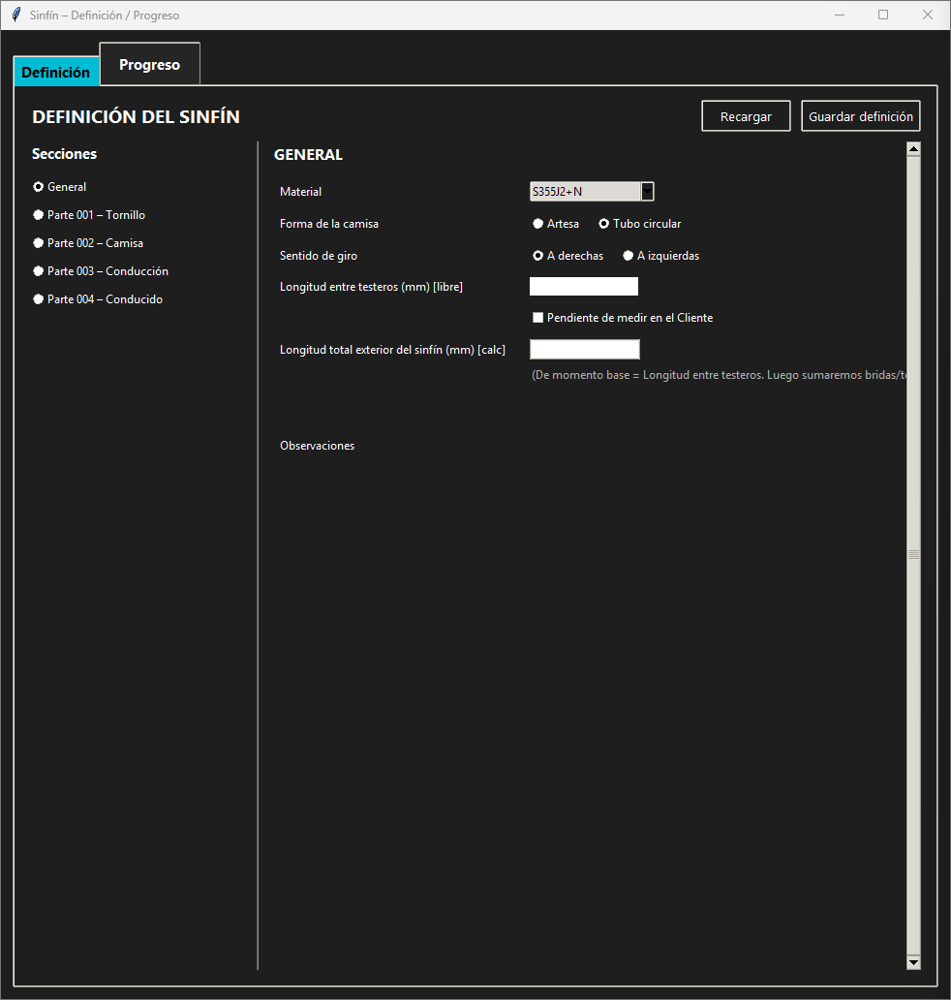 Sinfín – Definición / Progreso
Definición
Progreso
DEFINICIÓN DEL SINFÍN
Recargar
Guardar definición
Secciones
General
Parte 001 – Tornillo
Parte 002 – Camisa
Parte 003 – Conducción
Parte 004 – Conducido
GENERAL
Material S355J2+N
Forma de la camisa Artesa Tubo circular
Sentido de giro A derechas A izquierdas
Longitud entre testeros (mm) [libre]
Pendiente de medir en el Cliente
Longitud total exterior del sinfín (mm) [calc]
(De momento base = Longitud entre testeros. Luego sumaremos bridas/
Observaciones